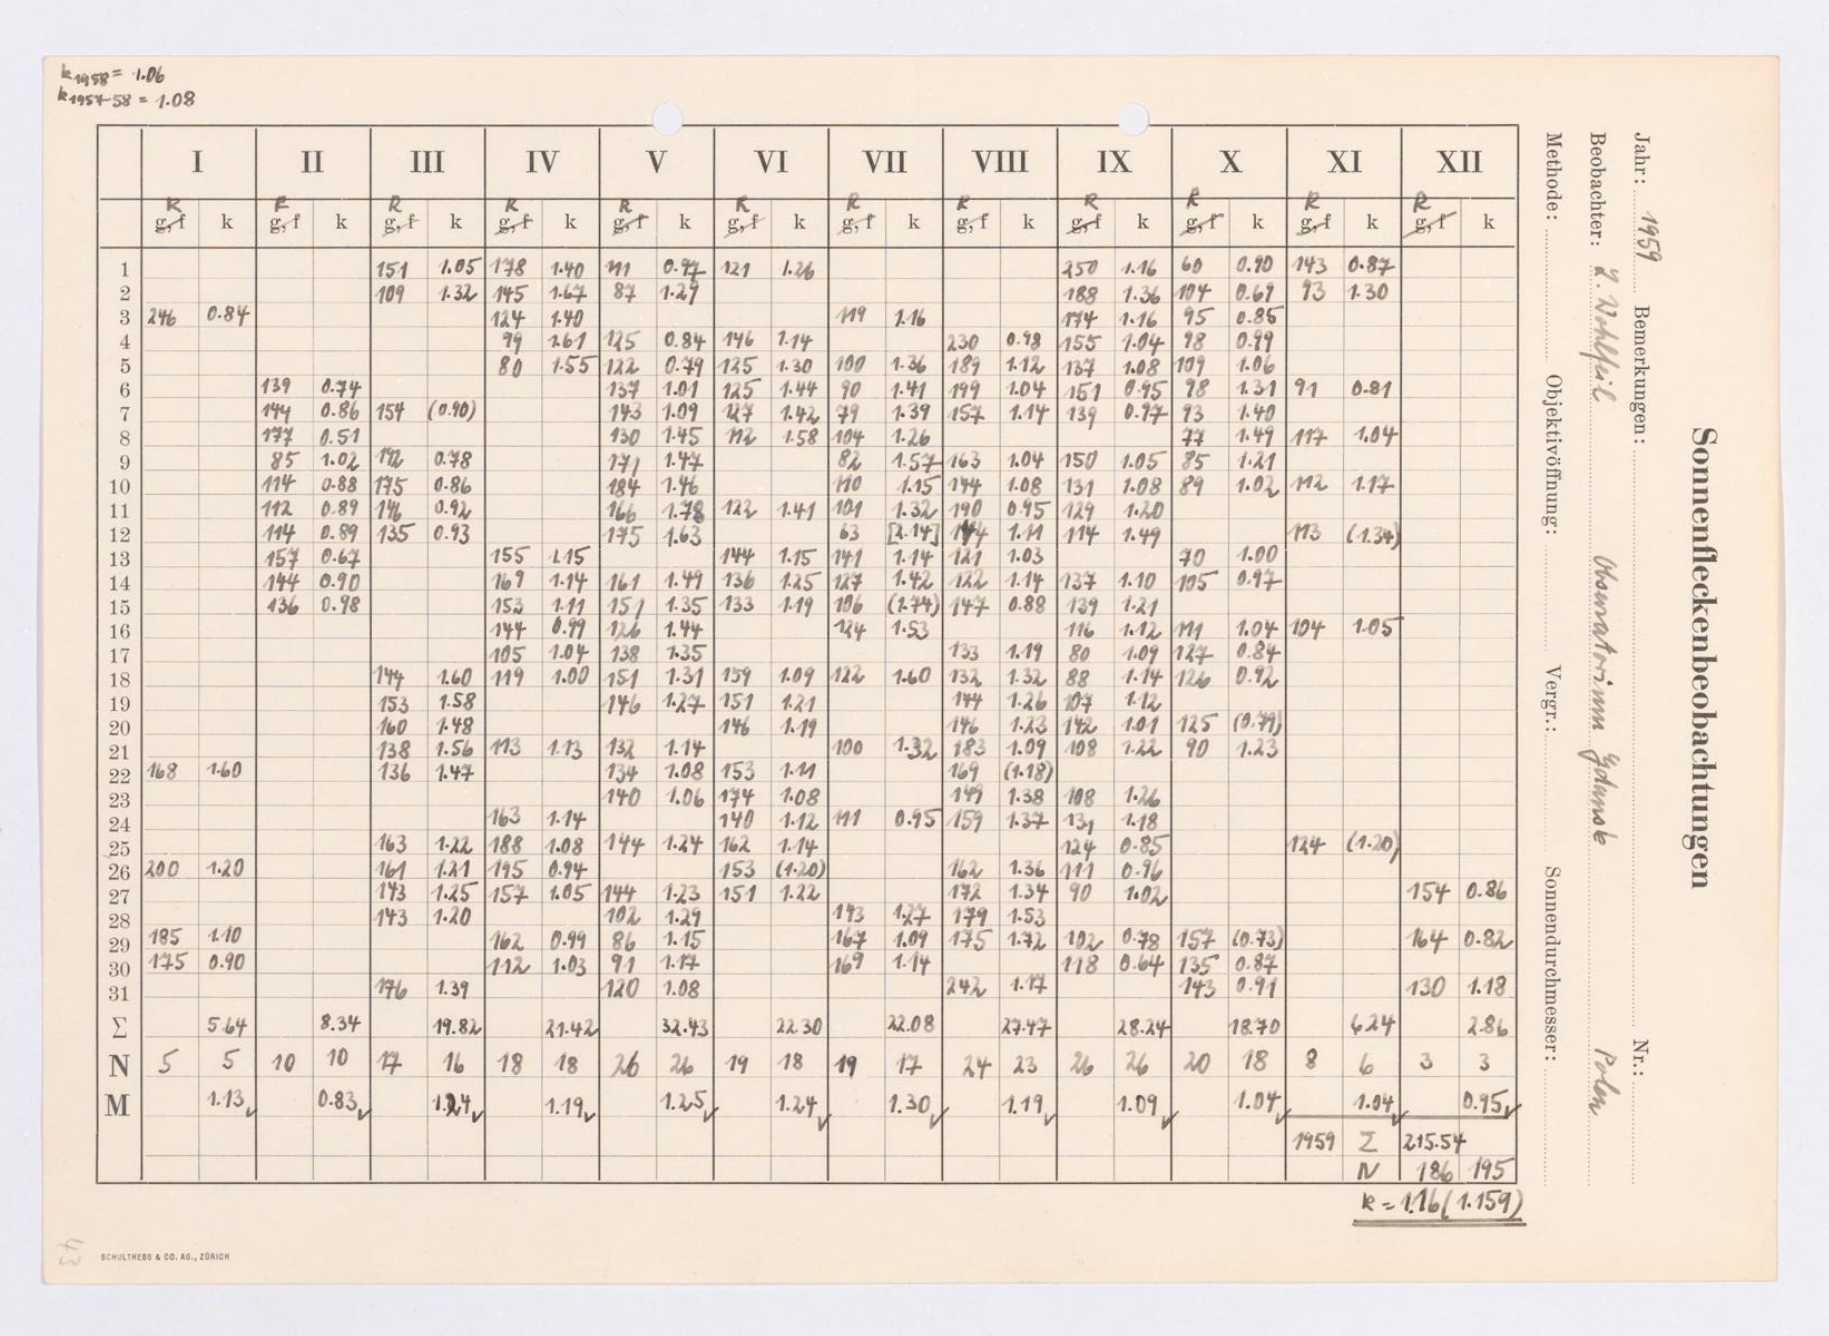 k1958 = 1.06
k1957-58 = 1.08
I II III IV V VI VII VIII IX X XI XII
R R R R R R R R R R R R
g, f k g, f k g, f k g, f k g, f k g, f k g, f k g, f k g, f k g, f k g, f k g, f k
1 151 1.05 178 1.40 111 0.97 121 1.26 250 1.16 60 0.90 143 0.87
2 109 1.32 145 1.67 87 1.29 188 1.36 104 0.69 93 1.30
3 246 0.84 124 1.40 119 1.16 174 1.16 95 0.85
4 99 1.61 125 0.84 146 1.14 230 0.98 155 1.04 98 0.99
5 80 1.55 122 0.79 125 1.30 100 1.36 189 1.12 137 1.08 109 1.06
6 139 0.74 137 1.01 125 1.44 90 1.41 199 1.04 151 0.95 98 1.31 91 0.81
7 144 0.86 154 (0.90) 143 1.09 127 1.42 79 1.39 157 1.14 139 0.97 93 1.40
8 177 0.51 130 1.45 112 1.58 104 1.26 77 1.49 117 1.04
9 85 1.02 192 0.78 171 1.47 82 1.57 163 1.04 150 1.05 85 1.21
10 114 0.88 175 0.86 184 1.46 110 1.15 144 1.08 131 1.08 89 1.02 112 1.17
11 112 0.89 146 0.92 166 1.78 122 1.41 101 1.32 190 0.95 129 1.20
12 114 0.89 135 0.93 175 1.63 63 [2.14] 144 1.11 114 1.49 113 (1.34)
13 157 0.67 155 1.15 144 1.15 141 1.14 121 1.03 70 1.00
14 144 0.90 169 1.14 161 1.49 136 1.25 127 1.42 122 1.14 137 1.10 105 0.97
15 136 0.98 153 1.11 151 1.35 133 1.19 106 (1.74) 147 0.88 139 1.21
16 144 0.99 126 1.44 124 1.53 116 1.12 111 1.04 104 1.05
17 105 1.04 138 1.35 133 1.19 80 1.09 127 0.84
18 144 1.60 119 1.00 151 1.31 159 1.09 122 1.60 132 1.32 88 1.14 126 0.92
19 153 1.58 146 1.27 151 1.21 144 1.26 107 1.12
20 160 1.48 146 1.19 146 1.23 142 1.01 125 (0.79)
21 138 1.56 113 1.13 132 1.14 100 1.32 183 1.09 108 1.22 90 1.23
22 168 1.60 136 1.47 134 1.08 153 1.11 169 (1.18)
23 140 1.06 174 1.08 149 1.38 108 1.26
24 163 1.14 140 1.12 111 0.95 159 1.37 131 1.18
25 163 1.22 188 1.08 144 1.24 162 1.14 124 0.85 124 (1.20)
26 200 1.20 161 1.21 195 0.94 153 (1.20) 162 1.36 111 0.96
27 143 1.25 157 1.05 144 1.23 151 1.22 172 1.34 90 1.02 154 0.86
28 143 1.20 102 1.29 143 1.27 179 1.53
29 185 1.10 162 0.99 86 1.15 167 1.09 175 1.72 102 0.78 157 (0.73) 164 0.82
30 175 0.90 112 1.03 91 1.17 169 1.14 118 0.64 135 0.87
31 176 1.39 120 1.08 242 1.17 143 0.91 130 1.18
Σ 5.64 8.34 19.82 21.42 32.43 22.30 22.08 27.47 28.24 18.70 6.24 2.86
N 5 5 10 10 17 16 18 18 26 26 19 18 19 17 24 23 26 26 20 18 8 6 3 3
M 1.13 0.83 1.24 1.19 1.25 1.24 1.30 1.19 1.09 1.04 1.04 0.95
1959 Σ 215.54
N 186 195
k = 1.16 (1.159)
43
SCHULTHESS & CO. AG., ZÜRICH
Sonnenfleckenbeobachtungen
Jahr: 1959 Bemerkungen: Nr.:
Beobachter: Z. Wohlfeil Observatorium Gdansk Polen
Methode: Objektivöffnung: Vergr.: Sonnendurchmesser: